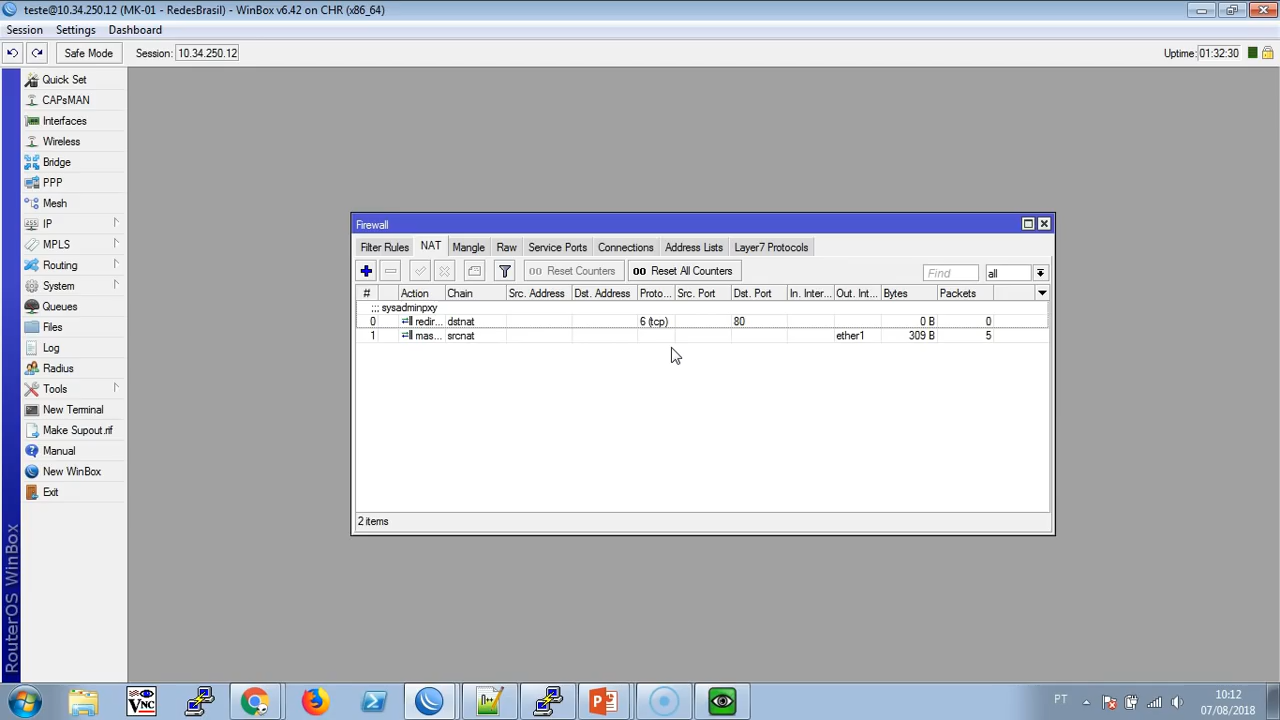 teste@10.34.250.12 (MK-01 - RedesBrasil) - WinBox v6.42 on CHR (x86_64)
Session Settings Dashboard
Safe Mode Session: 10.34.250.12 Uptime: 01:32:30
Quick Set
CAPsMAN
Interfaces
Wireless
Bridge
PPP
Mesh
IP
MPLS
Routing
System
Queues
Files
Log
Radius
Tools
New Terminal
Make Supout.rif
Manual
New WinBox
Exit
RouterOS WinBox
Firewall
Filter Rules NAT Mangle Raw Service Ports Connections Address Lists Layer7 Protocols
00 Reset Counters 00 Reset All Counters Find all
# Action Chain Src. Address Dst. Address Proto... Src. Port Dst. Port In. Inter... Out. Int... Bytes Packets
;;; sysadminpxy
0 redir... dstnat 6 (tcp) 80 0 B 0
1 mas... srcnat ether1 309 B 5
2 items
PT 10:12
07/08/2018